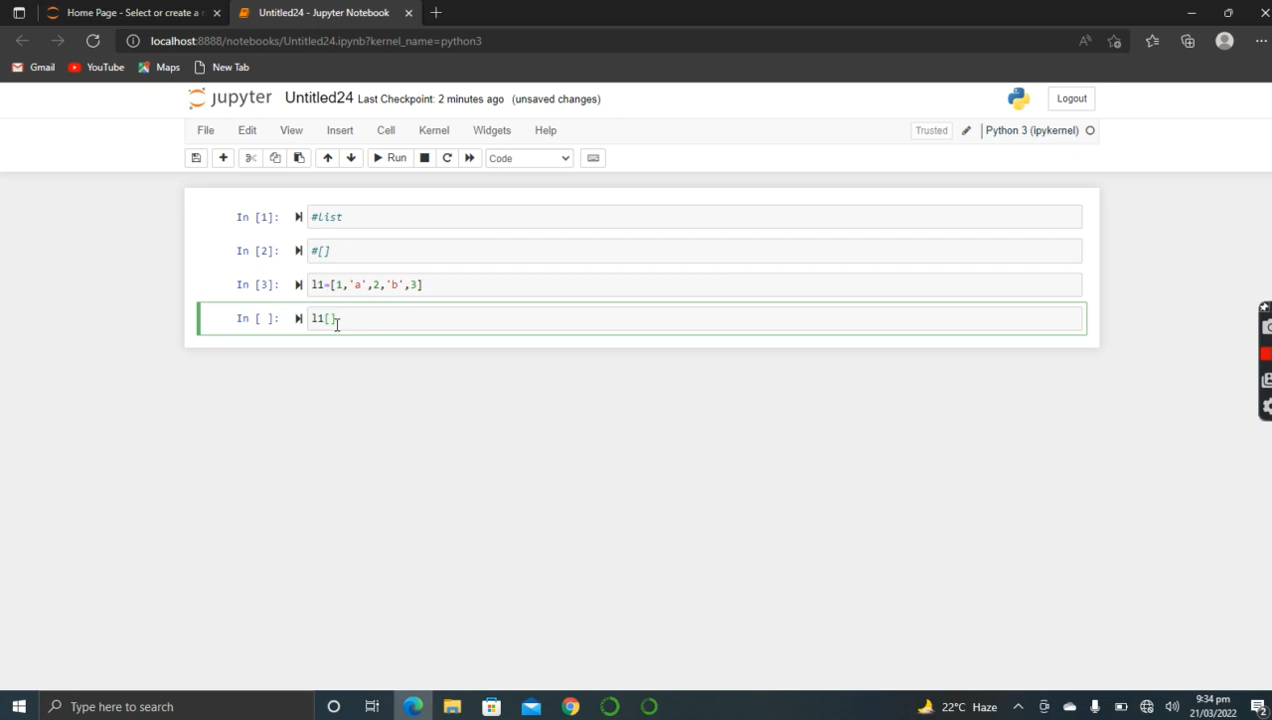 Home Page - Select or create a
Untitled24 - Jupyter Notebook
localhost:8888/notebooks/Untitled24.ipynb?kernel_name=python3
Gmail YouTube Maps New Tab
jupyter Untitled24 Last Checkpoint: 2 minutes ago (unsaved changes) Logout
File Edit View Insert Cell Kernel Widgets Help Trusted Python 3 (ipykernel)
Run Code
In [1]: #list
In [2]: #[]
In [3]: l1=[1,'a',2,'b',3]
In [ ]: l1[]
Type here to search
22°C Haze
9:34 pm
21/03/2022
2